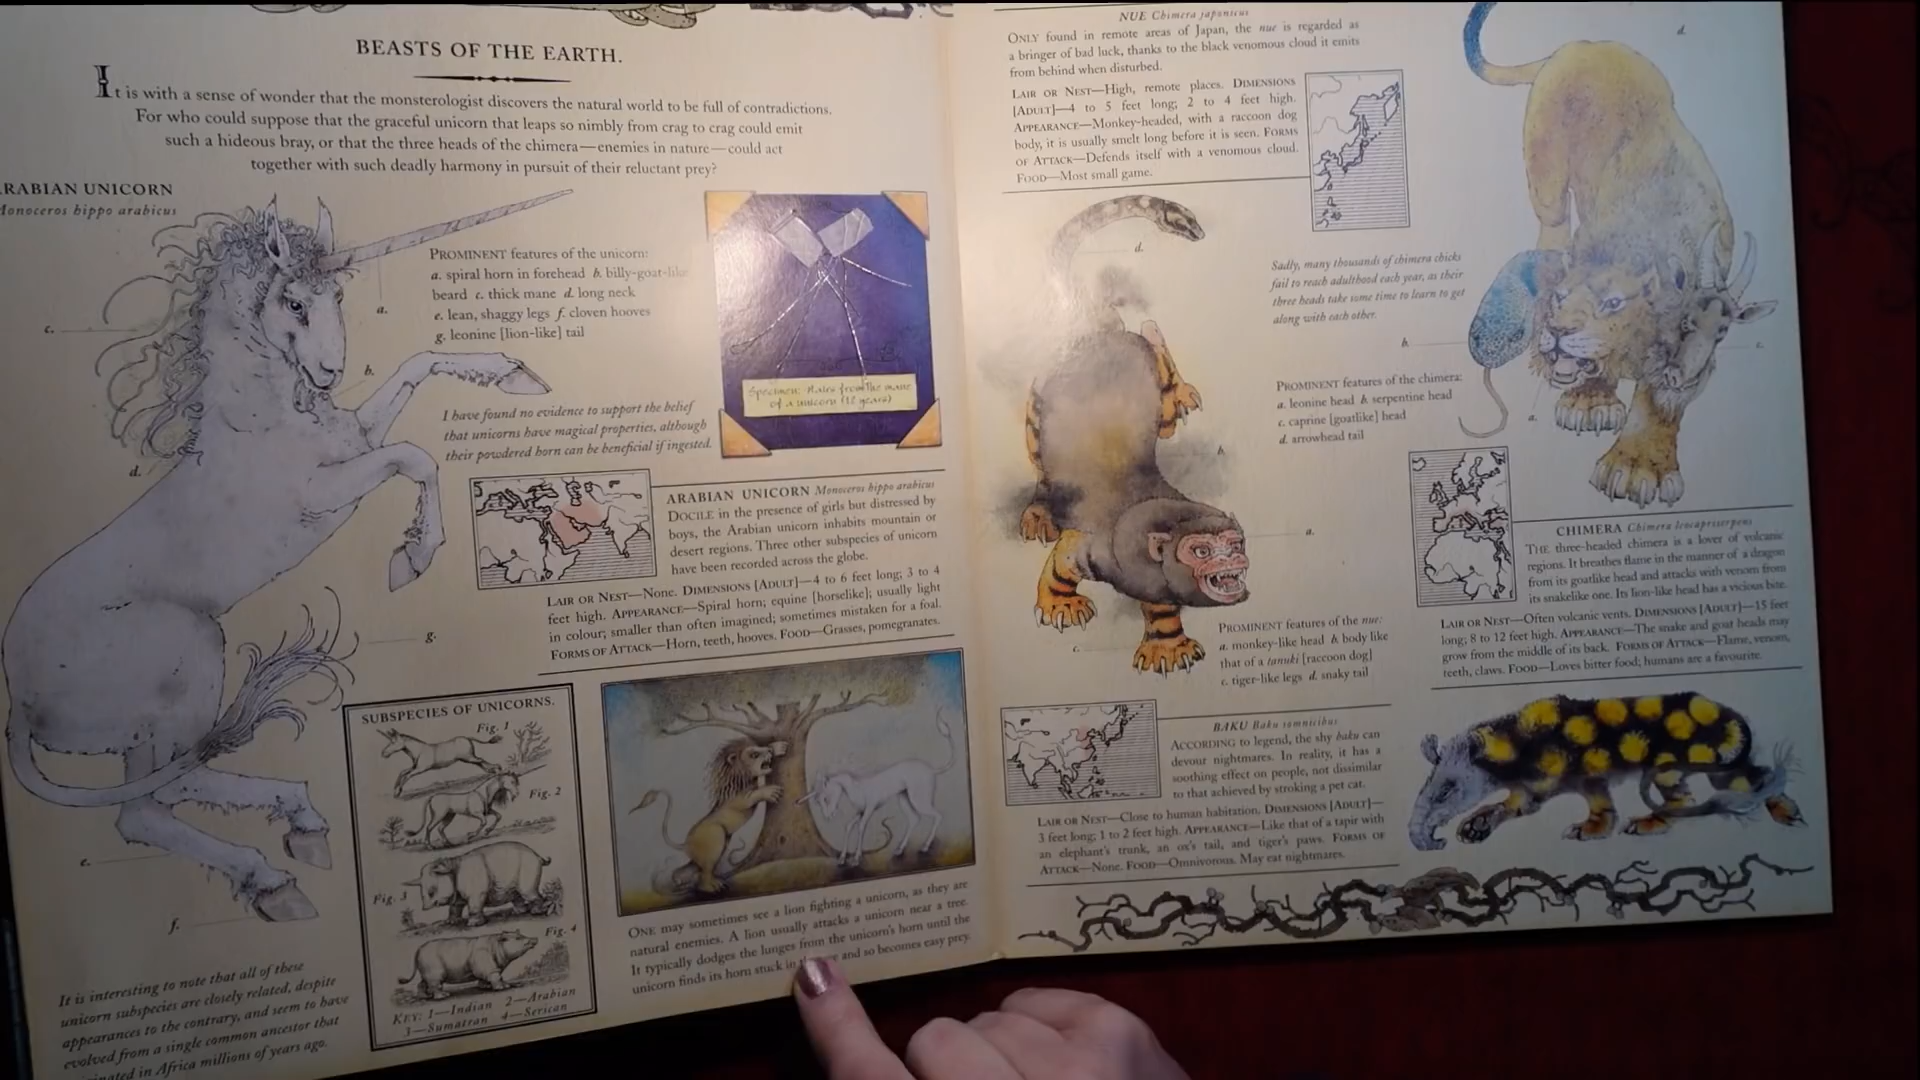 BEASTS OF THE EARTH.
It is with a sense of wonder that the monsterologist discovers the natural world to be full of contradictions.
For who could suppose that the graceful unicorn that leaps so nimbly from crag to crag could emit
such a hideous bray, or that the three heads of the chimera—enemies in nature—could act
together with such deadly harmony in pursuit of their reluctant prey?
RABIAN UNICORN
Monoceros hippo arabicus
PROMINENT features of the unicorn:
a. spiral horn in forehead b. billy-goat-like
beard c. thick mane d. long neck
e. lean, shaggy legs f. cloven hooves
g. leonine [lion-like] tail
a.
b.
c.
d.
e.
f.
g.
I have found no evidence to support the belief
that unicorns have magical properties, although
their powdered horn can be beneficial if ingested.
Specimen: Hairs from the mane
of a unicorn (12 years)
ARABIAN UNICORN Monoceros hippo arabicus
DOCILE in the presence of girls but distressed by
boys, the Arabian unicorn inhabits mountain or
desert regions. Three other subspecies of unicorn
have been recorded across the globe.
LAIR OR NEST—None. DIMENSIONS [ADULT]—4 to 6 feet long; 3 to 4
feet high. APPEARANCE—Spiral horn; equine [horselike]; usually light
in colour; smaller than often imagined; sometimes mistaken for a foal.
FORMS OF ATTACK—Horn, teeth, hooves. FOOD—Grasses, pomegranates.
SUBSPECIES OF UNICORNS.
Fig. 1
Fig. 2
Fig. 3
Fig. 4
KEY: 1—Indian 2—Arabian
3—Sumatran 4—Serican
It is interesting to note that all of these
unicorn subspecies are closely related, despite
appearances to the contrary, and seem to have
evolved from a single common ancestor that
in Africa millions of years ago.
ONE may sometimes see a lion fighting a unicorn, as they are
natural enemies. A lion usually attacks a unicorn near a tree.
It typically dodges the lunges from the unicorn's horn until the
unicorn finds its horn stuck in and so becomes easy prey.
NUE Chimera japanicus
ONLY found in remote areas of Japan, the nue is regarded as
a bringer of bad luck, thanks to the black venomous cloud it emits
from behind when disturbed.
LAIR OR NEST—High, remote places. DIMENSIONS
[ADULT]—4 to 5 feet long; 2 to 4 feet high.
APPEARANCE—Monkey-headed, with a raccoon dog
body, it is usually smelt long before it is seen. FORMS
OF ATTACK—Defends itself with a venomous cloud.
FOOD—Most small game.
d.
b.
a.
c.
PROMINENT features of the nue:
a. monkey-like head b. body like
that of a tanuki [raccoon dog]
c. tiger-like legs d. snaky tail
BAKU Baku somnicibus
ACCORDING to legend, the shy baku can
devour nightmares. In reality, it has a
soothing effect on people, not dissimilar
to that achieved by stroking a pet cat.
LAIR OR NEST—Close to human habitation. DIMENSIONS [ADULT]—
3 feet long; 1 to 2 feet high. APPEARANCE—Like that of a tapir with
an elephant's trunk, an ox's tail, and tiger's paws. FORMS OF
ATTACK—None. FOOD—Omnivorous. May eat nightmares.
Sadly, many thousands of chimera chicks
fail to reach adulthood each year, as their
three heads take some time to learn to get
along with each other.
d.
b.
c.
a.
PROMINENT features of the chimera:
a. leonine head b. serpentine head
c. caprine [goatlike] head
d. arrowhead tail
CHIMERA Chimera leocapriserpens
THE three-headed chimera is a lover of volcanic
regions. It breathes flame in the manner of a dragon
from its goatlike head and attacks with venom from
its snakelike one. Its lion-like head has a vicious bite.
LAIR OR NEST—Often volcanic vents. DIMENSIONS [ADULT]—15 feet
long; 8 to 12 feet high. APPEARANCE—The snake and goat heads may
grow from the middle of its back. FORMS OF ATTACK—Flame, venom,
teeth, claws. FOOD—Loves bitter food; humans are a favourite.